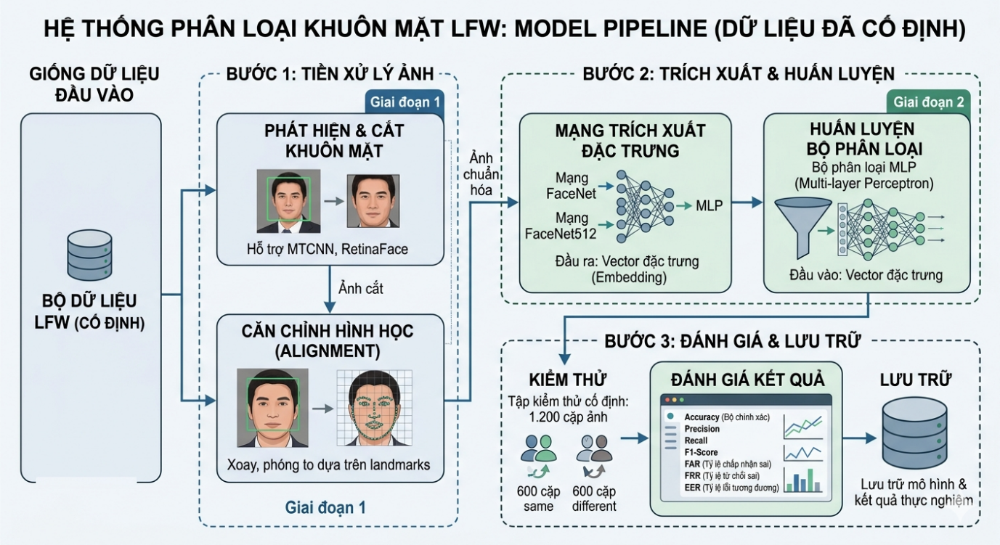 HỆ THỐNG PHÂN LOẠI KHUÔN MẶT LFW: MODEL PIPELINE (DỮ LIỆU ĐÃ CỐ ĐỊNH)
GIỐNG DỮ LIỆU
ĐẦU VÀO
BỘ DỮ LIỆU
LFW (CỐ ĐỊNH)
BƯỚC 1: TIỀN XỬ LÝ ẢNH
Giai đoạn 1
PHÁT HIỆN & CẮT
KHUÔN MẶT
Hỗ trợ MTCNN, RetinaFace
Ảnh cắt
CĂN CHỈNH HÌNH HỌC
(ALIGNMENT)
Xoay, phóng to dựa trên landmarks
Giai đoạn 1
Ảnh
chuẩn
hóa
BƯỚC 2: TRÍCH XUẤT & HUẤN LUYỆN
Giai đoạn 2
MẠNG TRÍCH XUẤT
ĐẶC TRƯNG
Mạng
FaceNet
Mạng
FaceNet512
MLP
Đầu ra: Vector đặc trưng
(Embedding)
HUẤN LUYỆN
BỘ PHÂN LOẠI
Bộ phân loại MLP
(Multi-layer Perceptron)
Đầu vào: Vector đặc trưng
BƯỚC 3: ĐÁNH GIÁ & LƯU TRỮ
KIỂM THỬ
Tập kiểm thử cố định:
1.200 cặp ảnh
600 cặp
same
600 cặp
different
ĐÁNH GIÁ KẾT QUẢ
Accuracy (Bộ chinh xác)
Precision
Recall
F1-Score
FAR (Tý iệ chấp nhận sai)
FRR (Tý iệ từ chối sai)
EER (Tý iệ lỗi tương đương)
LƯU TRỮ
Lưu trữ mô hình &
kết quả thực nghiệm